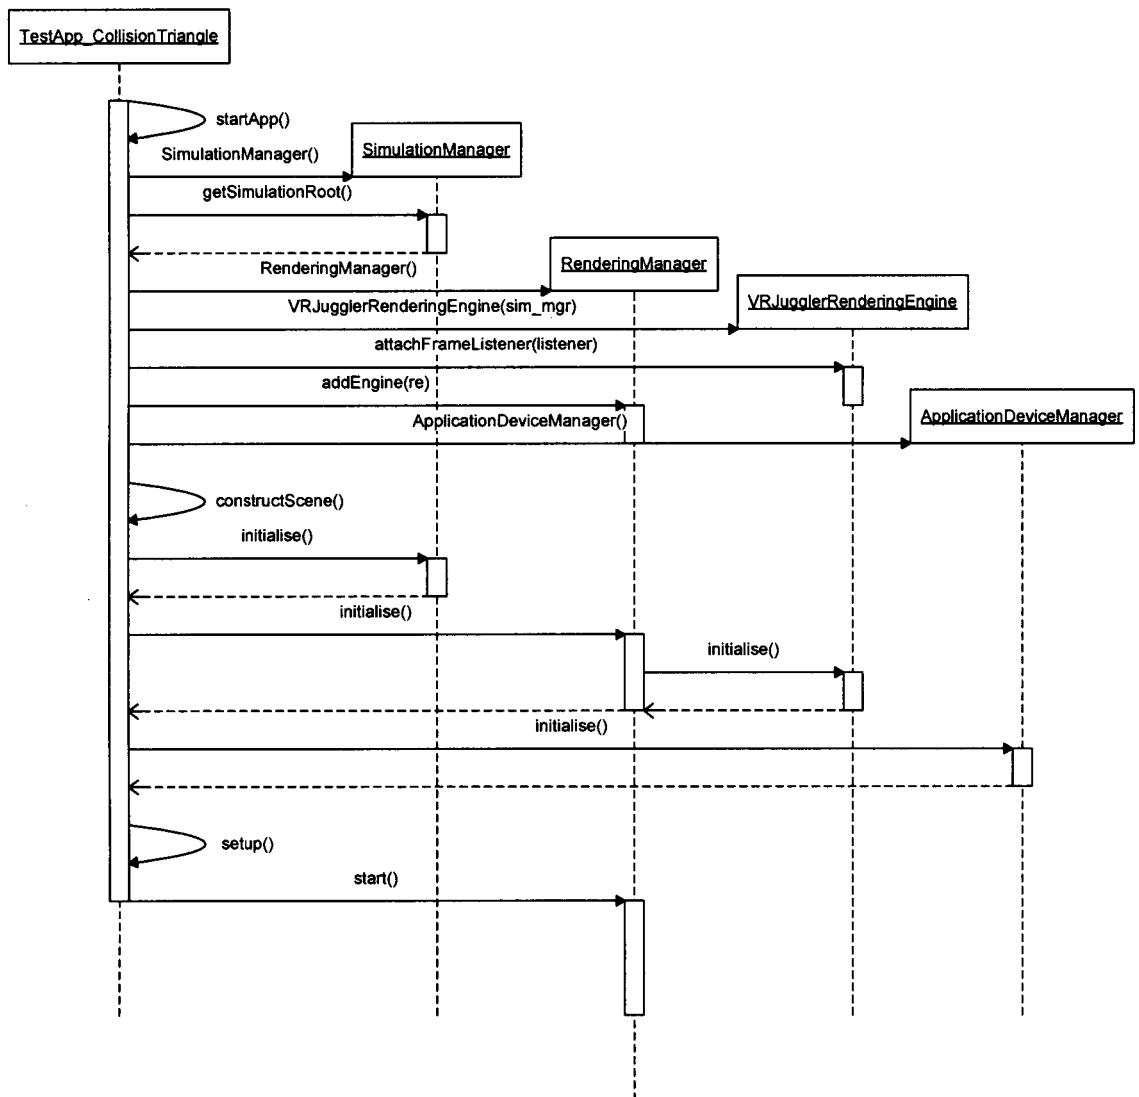 TestApp_CollisionTriangle
startApp()
SimulationManager()
SimulationManager
getSimulationRoot()
RenderingManager()
RenderingManager
VRJugglerRenderingEngine(sim_mgr)
VRJugglerRenderingEngine
attachFrameListener(listener)
addEngine(re)
ApplicationDeviceManager()
ApplicationDeviceManager
constructScene()
initialise()
initialise()
initialise()
initialise()
setup()
start()